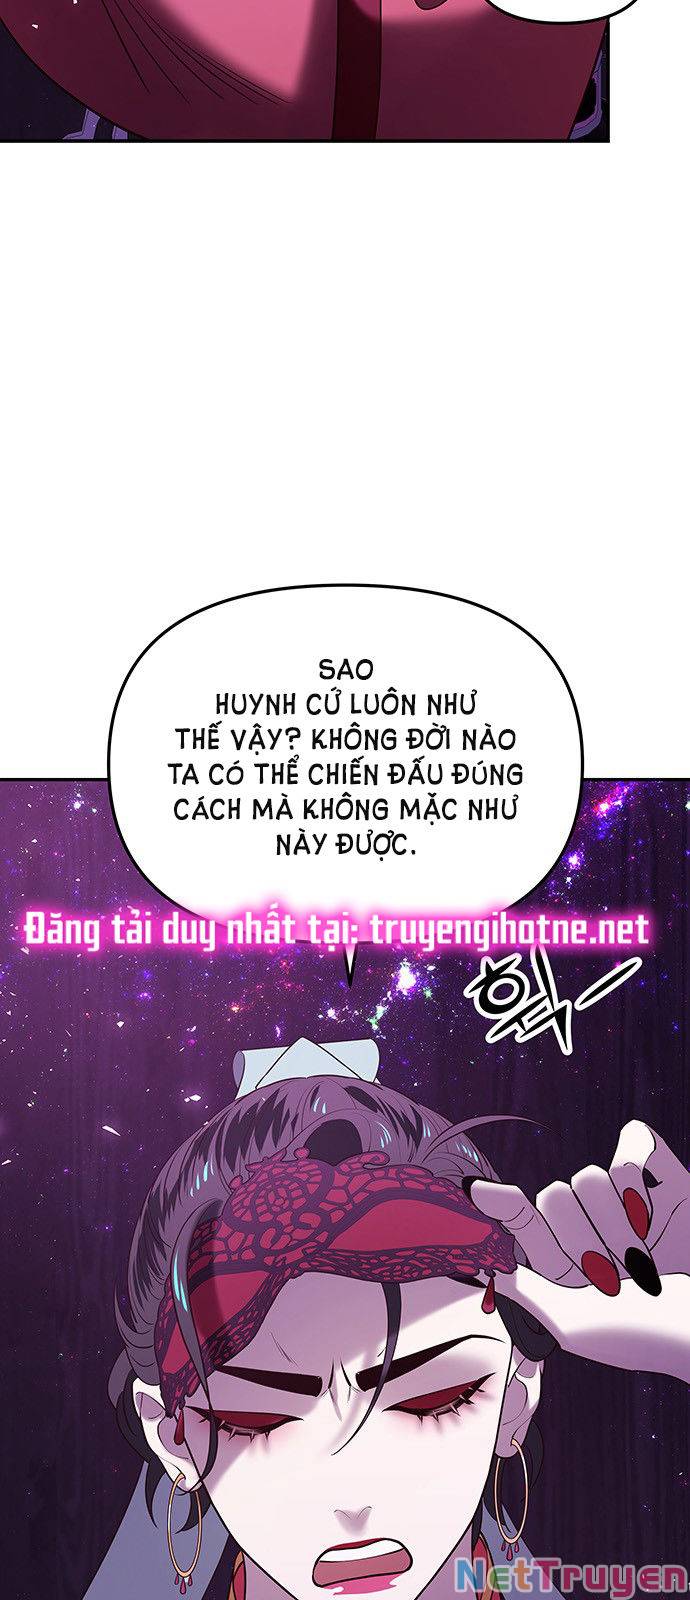 SAO
HUYNH CỨ LUÔN NHƯ
THẾ VẬY? KHÔNG ĐỜI NÀO
TA CÓ THỂ CHIẾN ĐẤU ĐÚNG
CÁCH MÀ KHÔNG MẶC NHƯ
NÀY ĐƯỢC.
Đăng tải duy nhất tại: truyengihotne.net
확
NetTruyen